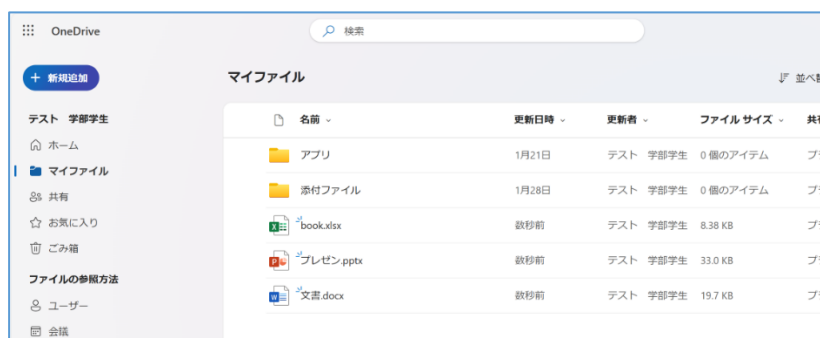 OneDrive
検索
+ 新規追加
マイファイル
並べ
テスト 学部学生
名前
更新日時
更新者
ファイル サイズ
共
ホーム
アプリ
1月21日
テスト 学部学生
0 個のアイテム
プ
マイファイル
添付ファイル
1月28日
テスト 学部学生
0 個のアイテム
プ
共有
お気に入り
book.xlsx
数秒前
テスト 学部学生
8.38 KB
プ
ごみ箱
プレゼン.pptx
数秒前
テスト 学部学生
33.0 KB
プ
ファイルの参照方法
文書.docx
数秒前
テスト 学部学生
19.7 KB
プ
ユーザー
会議